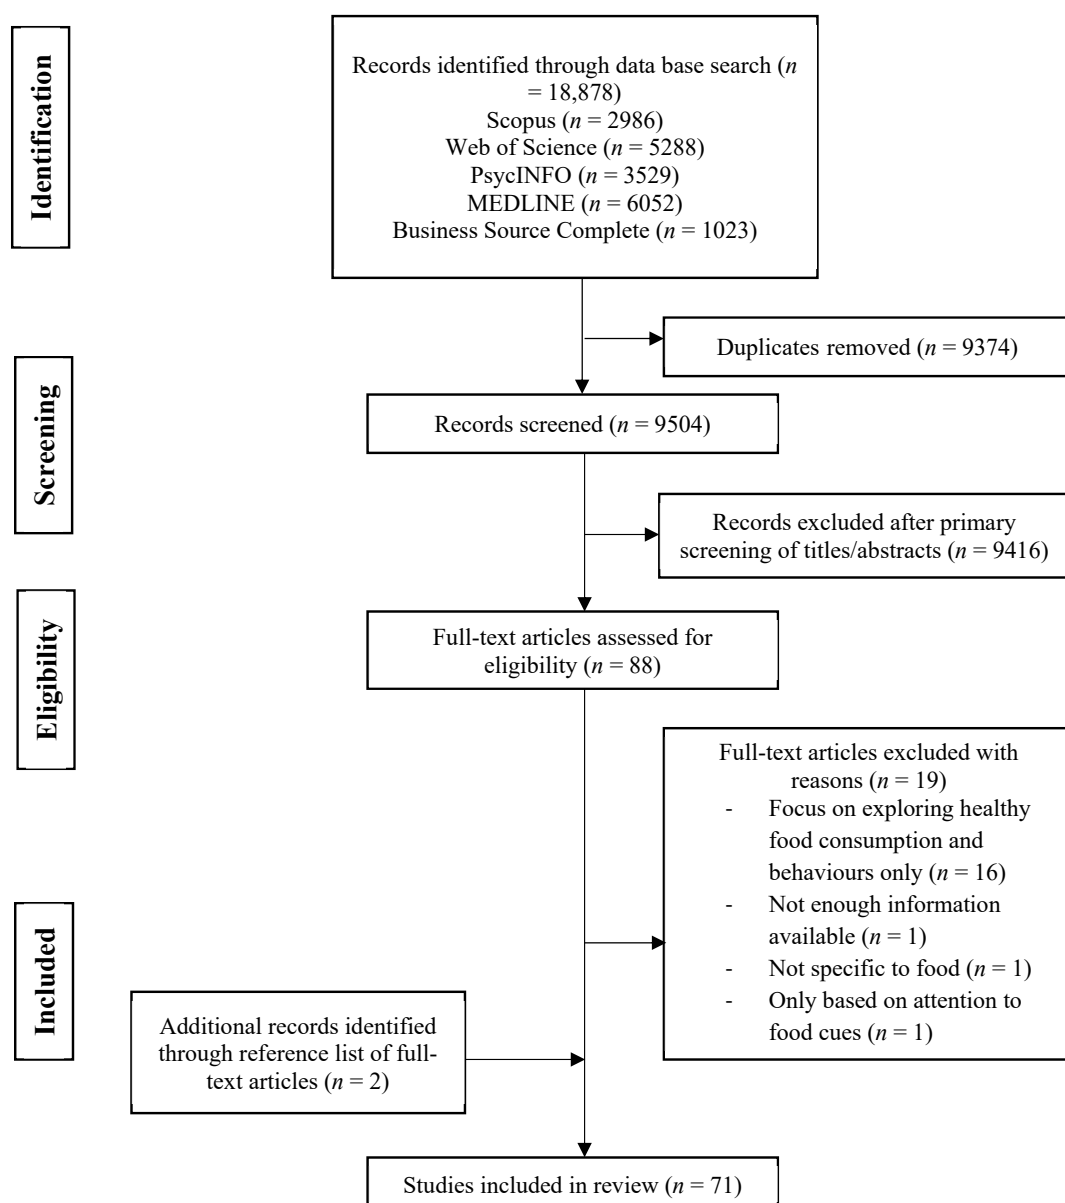 Identification
Records identified through data base search (n
= 18,878)
Scopus (n = 2986)
Web of Science (n = 5288)
PsycINFO (n = 3529)
MEDLINE (n = 6052)
Business Source Complete (n = 1023)
Duplicates removed (n = 9374)
Screening
Records screened (n = 9504)
Records excluded after primary
screening of titles/abstracts (n = 9416)
Eligibility
Full-text articles assessed for
eligibility (n = 88)
Full-text articles excluded with
reasons (n = 19)
- Focus on exploring healthy
food consumption and
behaviours only (n = 16)
- Not enough information
available (n = 1)
- Not specific to food (n = 1)
- Only based on attention to
food cues (n = 1)
Included
Additional records identified
through reference list of full-
text articles (n = 2)
Studies included in review (n = 71)